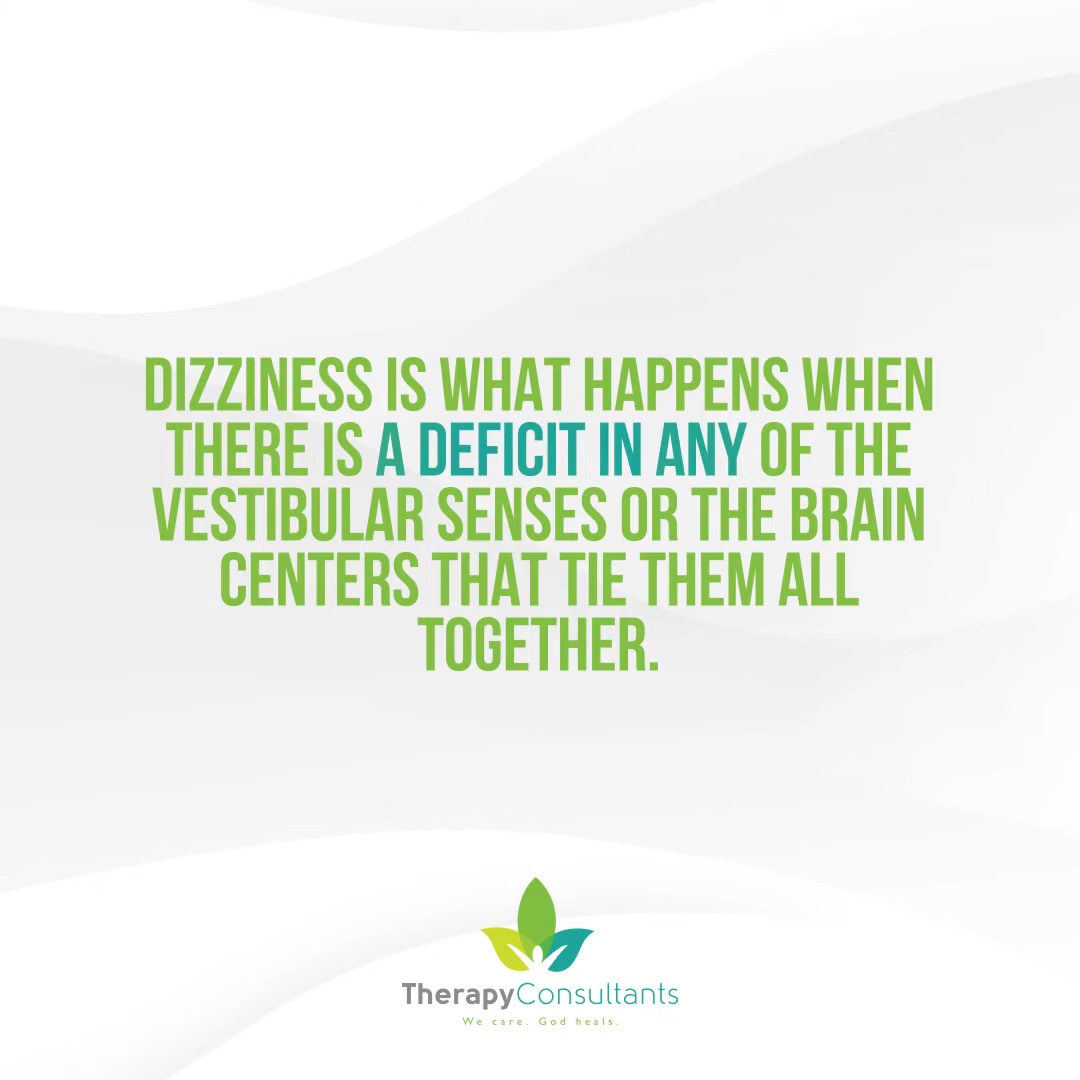 DIZZINESS IS WHAT HAPPENS WHEN
THERE IS A DEFICIT IN ANY OF THE
VESTIBULAR SENSES OR THE BRAIN
CENTERS THAT TIE THEM ALL
TOGETHER.
TherapyConsultants
We care. God heals.